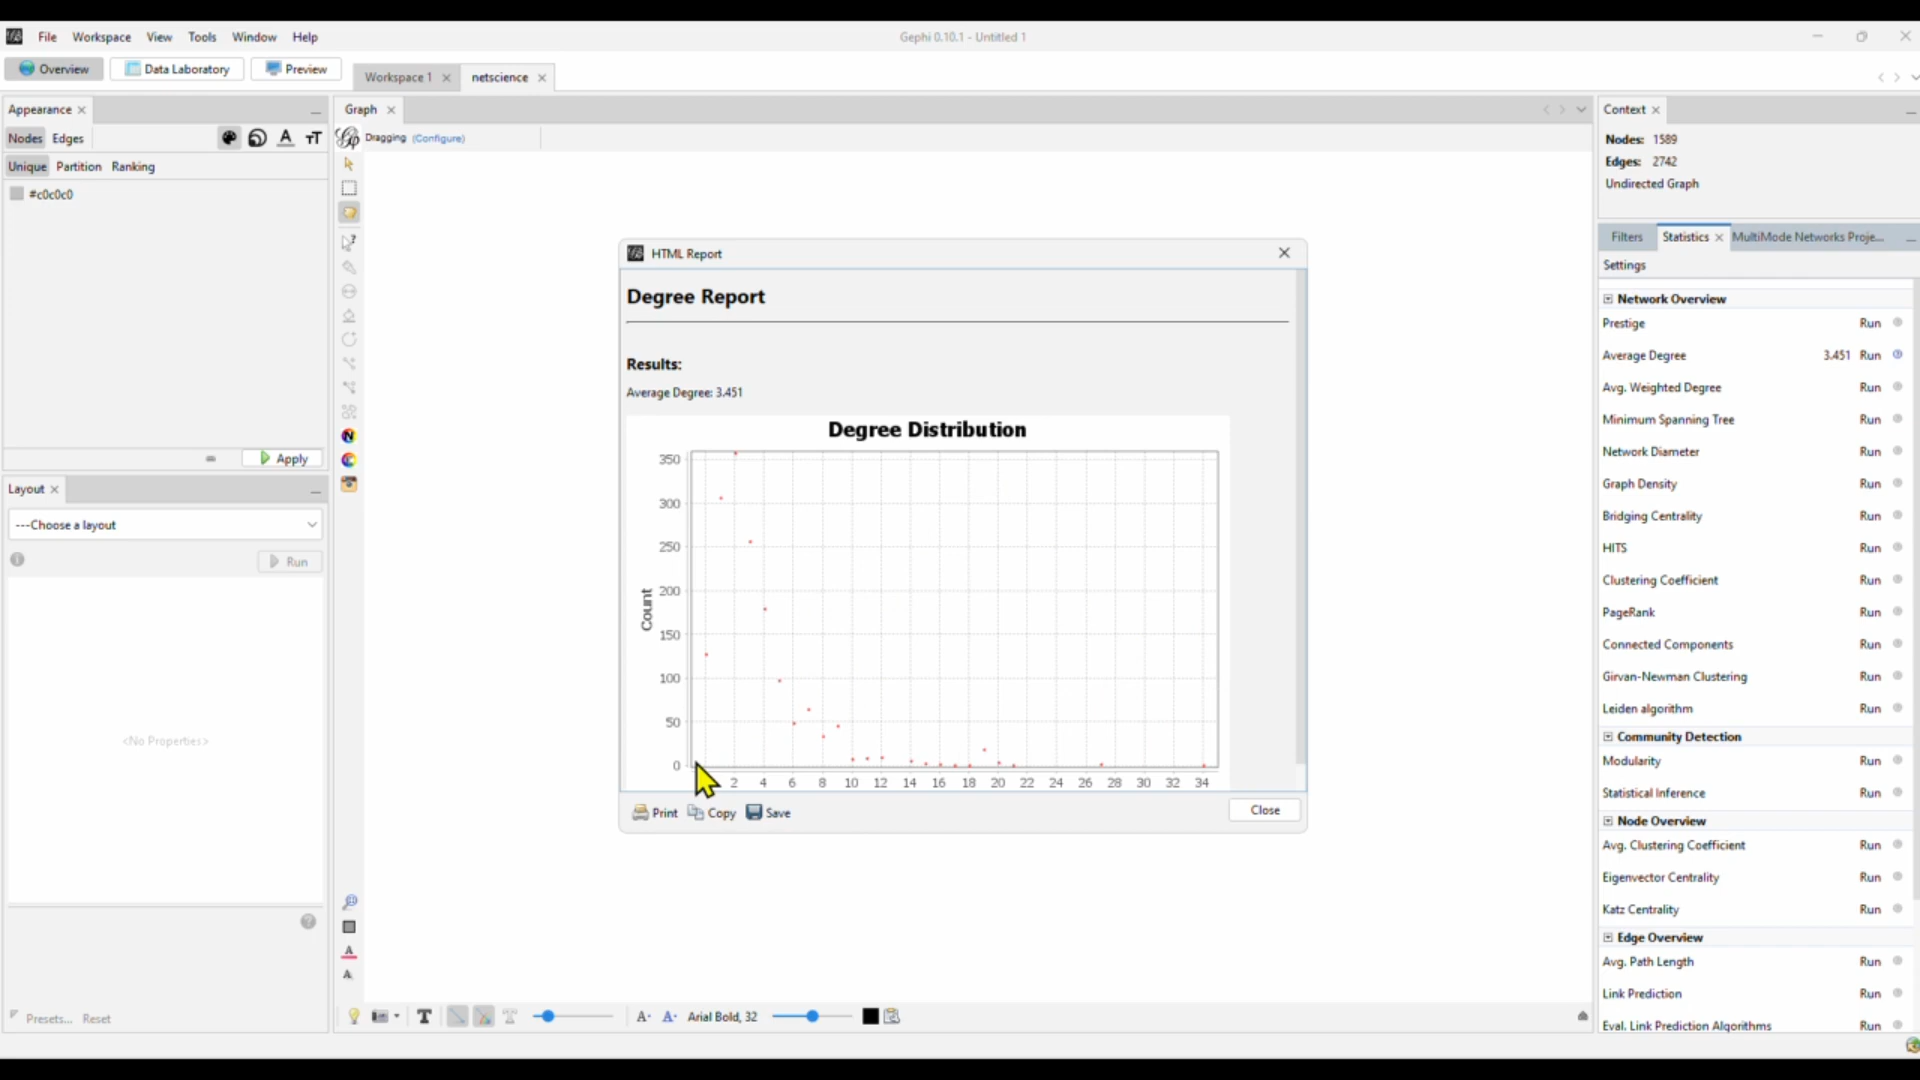 File Workspace View Tools Window Help
Gephi 0.10.1 - Untitled 1
Overview Data Laboratory Preview
Workspace 1 netscience
Appearance
Nodes Edges
Unique Partition Ranking
#c0c0c0
Apply
Layout
---Choose a layout
Run
<No Properties>
Presets... Reset
Graph
Dragging (Configure)
HTML Report
Degree Report
Results:
Average Degree: 3.451
Degree Distribution
Count
350
300
250
200
150
100
50
0
2 4 6 8 10 12 14 16 18 20 22 24 26 28 30 32 34
Print Copy Save
Close
Arial Bold, 32
Context
Nodes: 1589
Edges: 2742
Undirected Graph
Filters Statistics MultiMode Networks Proje...
Settings
Network Overview
Prestige Run
Average Degree 3.451 Run
Avg. Weighted Degree Run
Minimum Spanning Tree Run
Network Diameter Run
Graph Density Run
Bridging Centrality Run
HITS Run
Clustering Coefficient Run
PageRank Run
Connected Components Run
Girvan-Newman Clustering Run
Leiden algorithm Run
Community Detection
Modularity Run
Statistical Inference Run
Node Overview
Avg. Clustering Coefficient Run
Eigenvector Centrality Run
Katz Centrality Run
Edge Overview
Avg. Path Length Run
Link Prediction Run
Eval. Link Prediction Algorithms Run